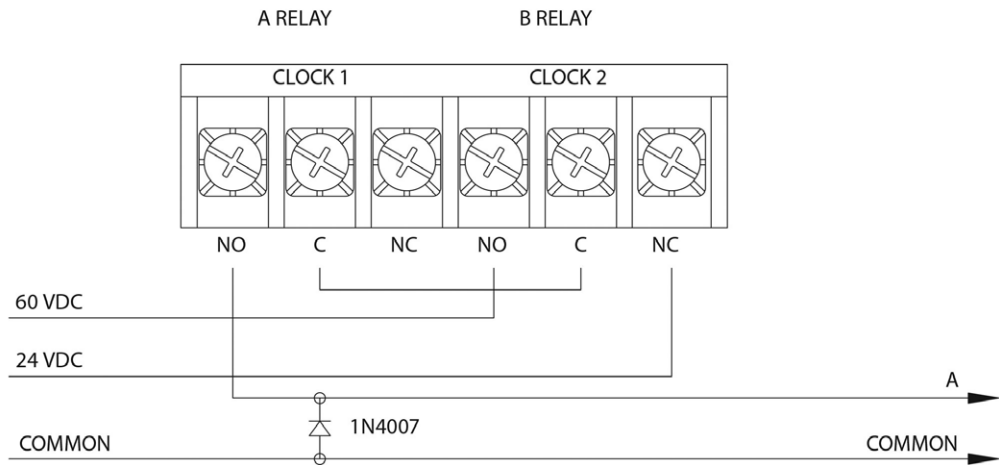 A RELAY B RELAY
CLOCK 1 CLOCK 2
NO C NC NO C NC
60 VDC
24 VDC
A
1N4007
COMMON COMMON